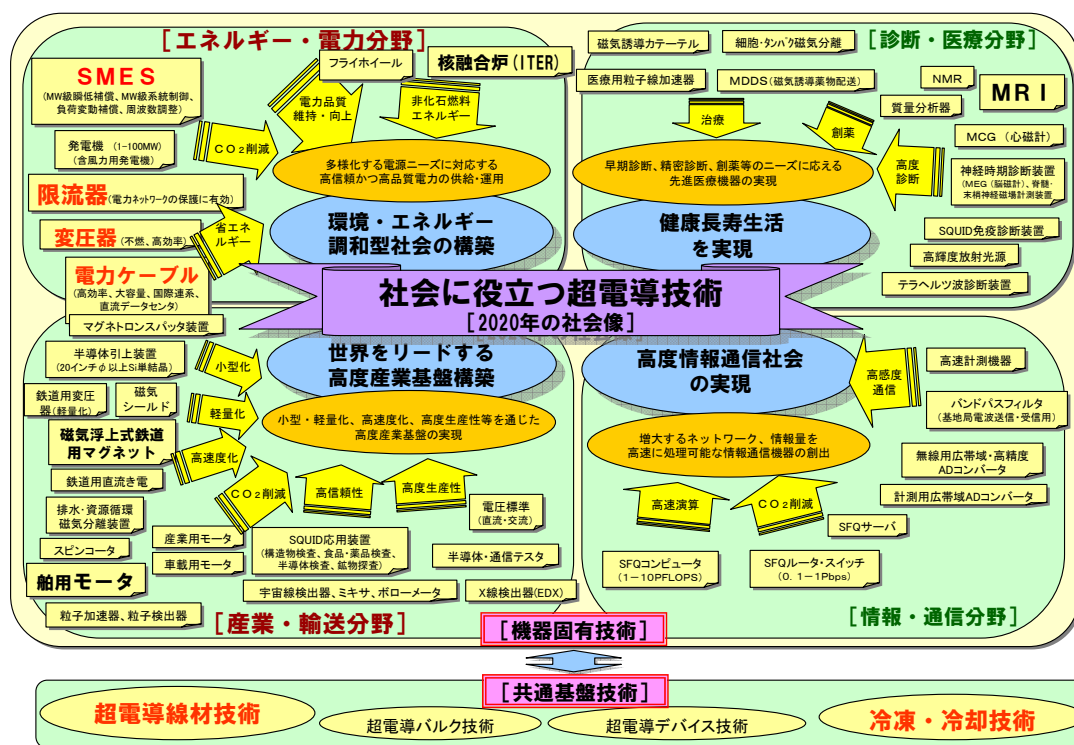 [エネルギー・電力分野]
SMES
(MW級瞬低補償、MW級系統制御、
負荷変動補償、周波数調整)
フライホイール
核融合炉(ITER)
発電機 (1-100MW)
(含風力用発電機)
CO2削減
電力品質
維持・向上
非化石燃料
エネルギー
限流器(電力ネットワークの保護に有効)
変圧器(不燃、高効率)
省エネ
ルギー
電力ケーブル
(高効率、大容量、国際連系、
直流データセンタ)
多様化する電源ニーズに対応する
高信頼かつ高品質電力の供給・運用
環境・エネルギー
調和型社会の構築
[診断・医療分野]
磁気誘導カテーテル
細胞・タンパク磁気分離
医療用粒子線加速器
MDDS(磁気誘導薬物配送)
NMR
MRI
質量分析器
治療
創薬
高度
診断
MCG (心磁計)
神経時期診断装置
(MEG (脳磁計)、脊髄・
末梢神経磁場計測装置
SQUID免疫診断装置
高輝度放射光源
テラヘルツ波診断装置
早期診断、精密診断、創薬等のニーズに応える
先進医療機器の実現
健康長寿生活
を実現
社会に役立つ超電導技術
[2020年の社会像]
マグネトロンスパッタ装置
半導体引上装置
(20インチφ以上Si単結晶)
小型化
鉄道用変圧
器(軽量化)
磁気
シールド
軽量化
磁気浮上式鉄道
用マグネット
高速度化
鉄道用直流き電
排水・資源循環
磁気分離装置
CO2削減
高信頼性
高度生産性
スピンコータ
産業用モータ
車載用モータ
SQUID応用装置
(構造物検査、食品・薬品検査、
半導体検査、鉱物探査)
電圧標準
(直流・交流)
半導体・通信テスタ
舶用モータ
宇宙線検出器、ミキサ、ボローメータ
X線検出器(EDX)
粒子加速器、粒子検出器
[産業・輸送分野]
世界をリードする
高度産業基盤構築
小型・軽量化、高速度化、高度生産性等を通じた
高度産業基盤の実現
高度情報通信社会
の実現
増大するネットワーク、情報量を
高速に処理可能な情報通信機器の創出
高感度
通信
高速計測機器
バンドパスフィルタ
(基地局電波送信・受信用)
無線用広帯域・高精度
ADコンバータ
計測用広帯域ADコンバータ
高速演算
CO2削減
SFQサーバ
SFQコンピュータ
(1-10PFLOPS)
SFQルータ・スイッチ
(0.1-1Pbps)
[情報・通信分野]
[機器固有技術]
[共通基盤技術]
超電導線材技術
超電導バルク技術
超電導デバイス技術
冷凍・冷却技術